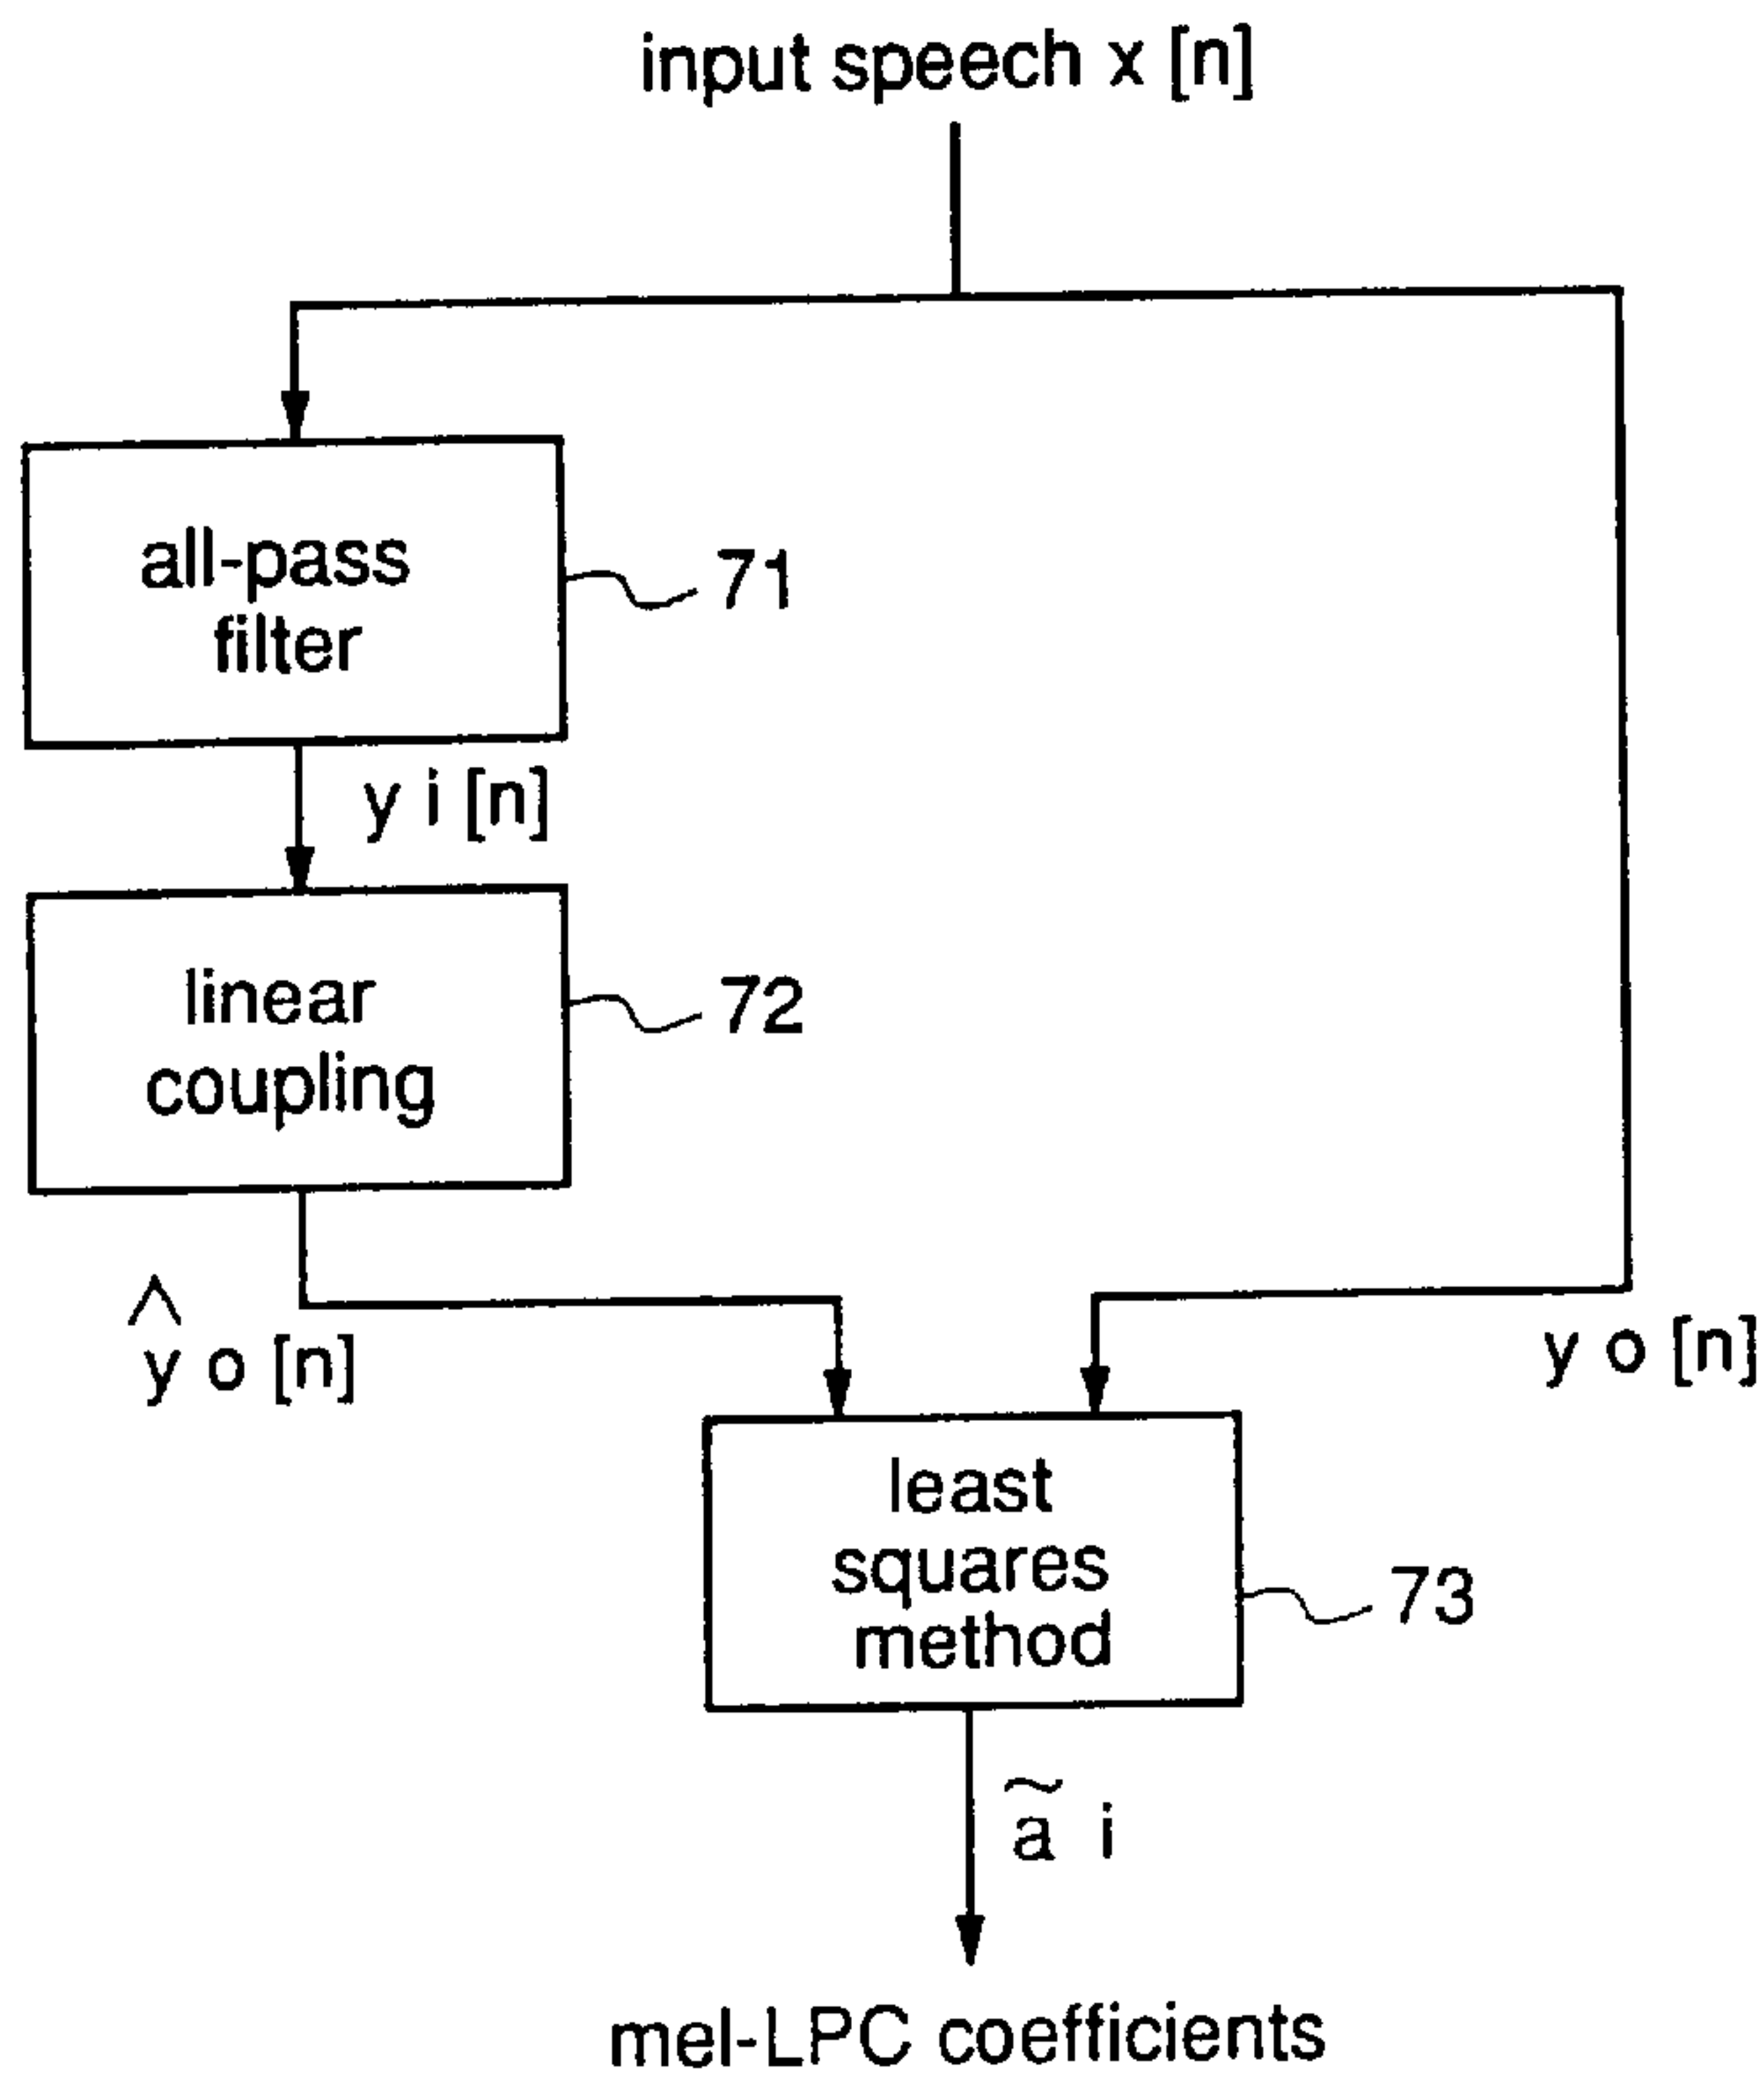 input speech x [n]
all-pass
filter
71
y i [n]
linear
coupling
72
ŷ o [n]
y o [n]
least
squares
method
73
ã i
mel-LPC coefficients